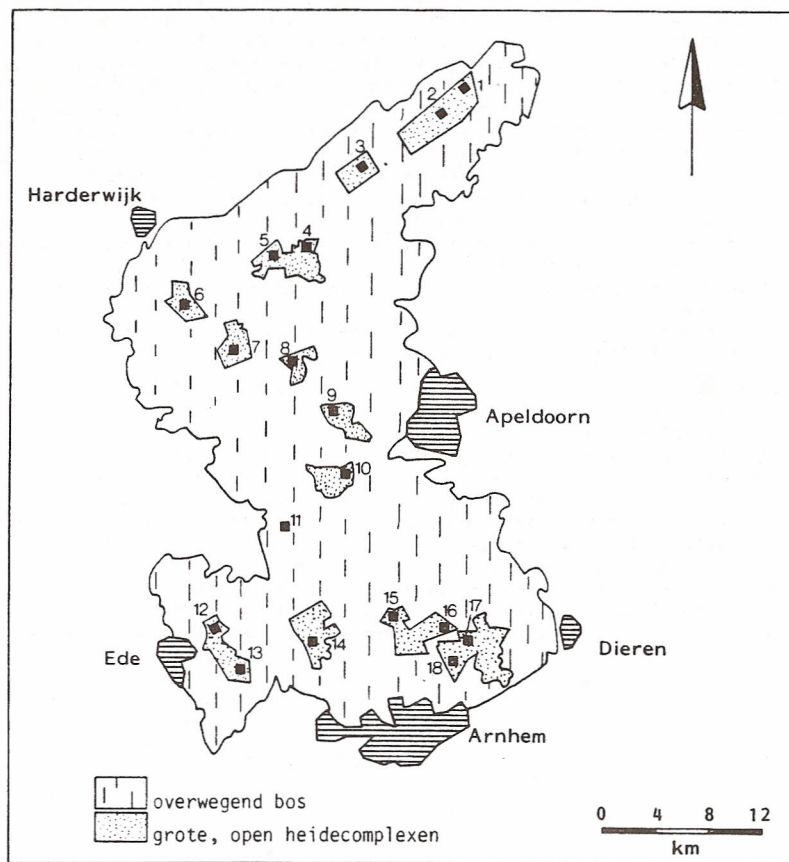 1
2
3
Harderwijk
4
5
6
7
8
9
Apeldoorn
10
11
12
15
16
17
Ede
13
14
18
Dieren
Arnhem
overwegend bos
grote, open heidecomplexen
0 4 8 12
km